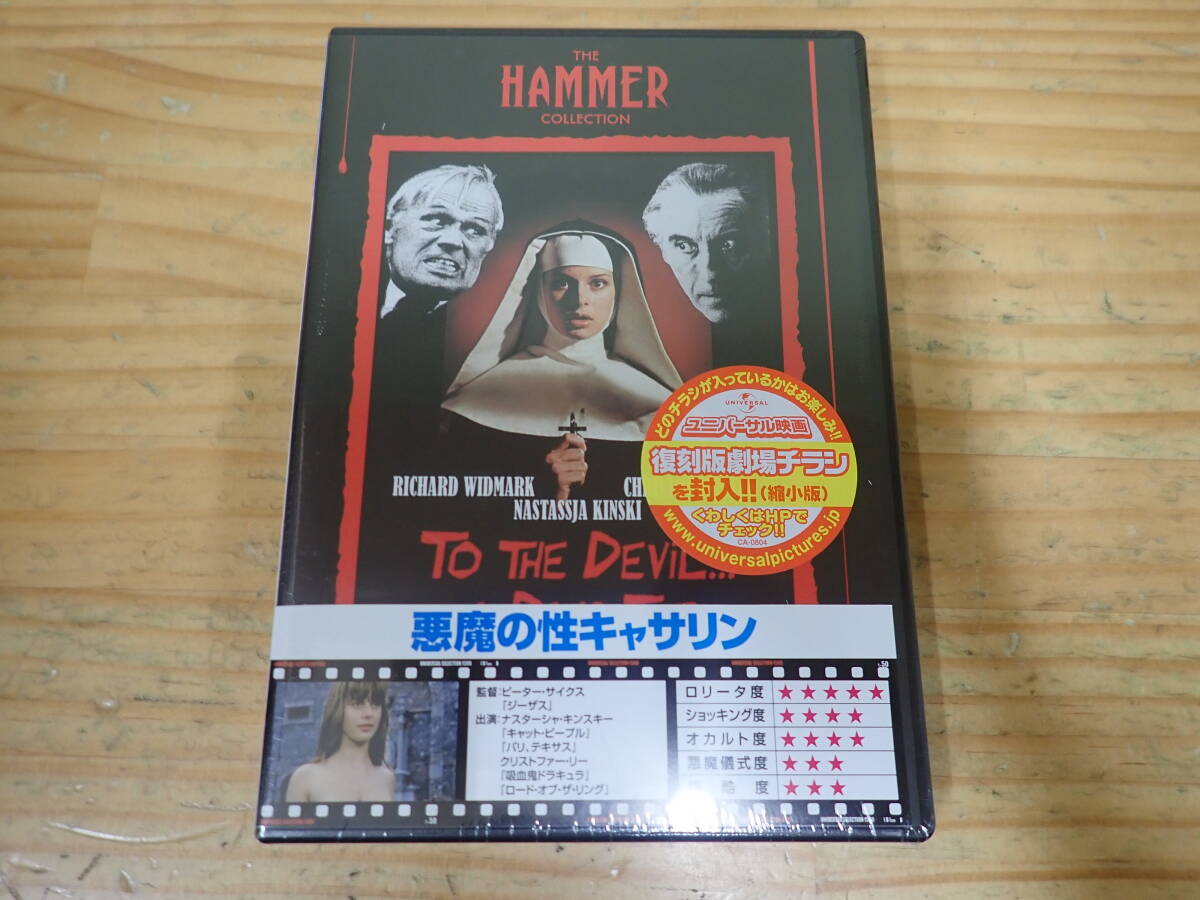 THE
HAMMER
COLLECTION
RICHARD WIDMARK
NASTASSJA KINSKI
TO THE DEVIL...
どのチラシが入っているかはお楽しみ!!
UNIVERSAL
ユニバーサル映画
復刻版劇場チラシ
を封入!!(縮小版)
くわしくはHPで
チェック!!
CA-0804
www.universalpictures.jp
悪魔の性キャサリン
監督:ピーター・サイクス
「ジーザス」
出演:ナスターシャ・キンスキー
「キャット・ピープル」
「パリ、テキサス」
クリストファー・リー
「吸血鬼ドラキュラ」
「ロード・オブ・ザ・リング」
ロリータ度 ★★★★★
ショッキング度 ★★★★
オカルト度 ★★★★
悪魔儀式度 ★★★
酷度 ★★★